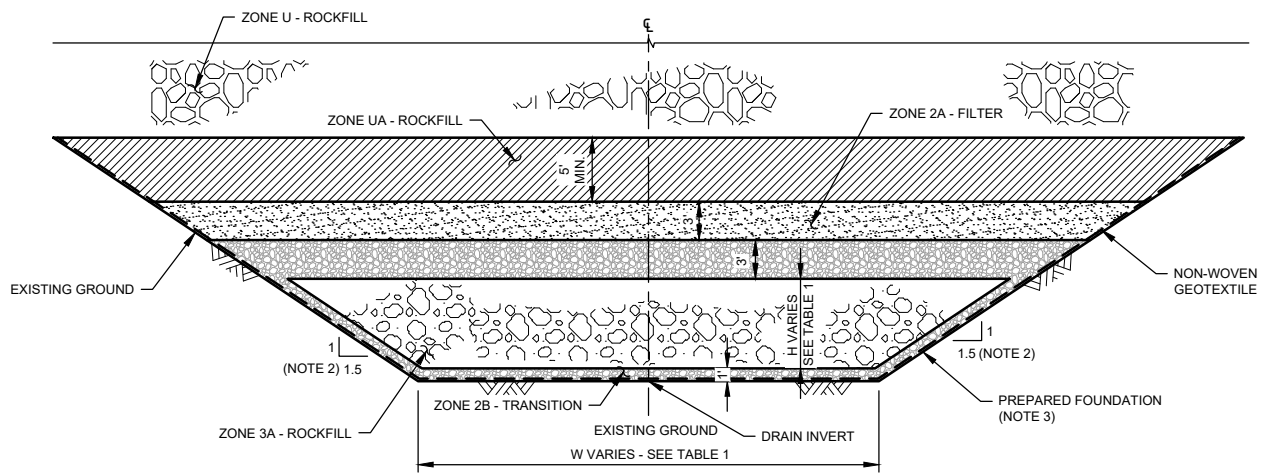 ZONE U - ROCKFILL
℄
ZONE UA - ROCKFILL
ZONE 2A - FILTER
5'
MIN.
3'
3'
EXISTING GROUND
NON-WOVEN
GEOTEXTILE
H VARIES
SEE TABLE 1
1
(NOTE 2) 1.5
1
1.5 (NOTE 2)
1'
ZONE 2B - TRANSITION
PREPARED FOUNDATION
(NOTE 3)
ZONE 3A - ROCKFILL
EXISTING GROUND
DRAIN INVERT
W VARIES - SEE TABLE 1